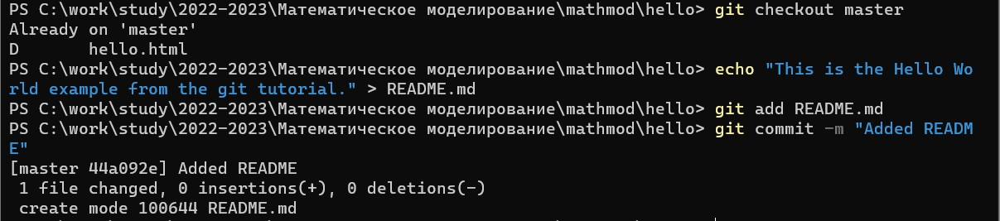 PS C:\work\study\2022-2023\Математическое моделирование\mathmod\hello> git checkout master
Already on 'master'
D       hello.html
PS C:\work\study\2022-2023\Математическое моделирование\mathmod\hello> echo "This is the Hello Wo
rld example from the git tutorial." > README.md
PS C:\work\study\2022-2023\Математическое моделирование\mathmod\hello> git add README.md
PS C:\work\study\2022-2023\Математическое моделирование\mathmod\hello> git commit -m "Added READM
E"
[master 44a092e] Added README
 1 file changed, 0 insertions(+), 0 deletions(-)
 create mode 100644 README.md